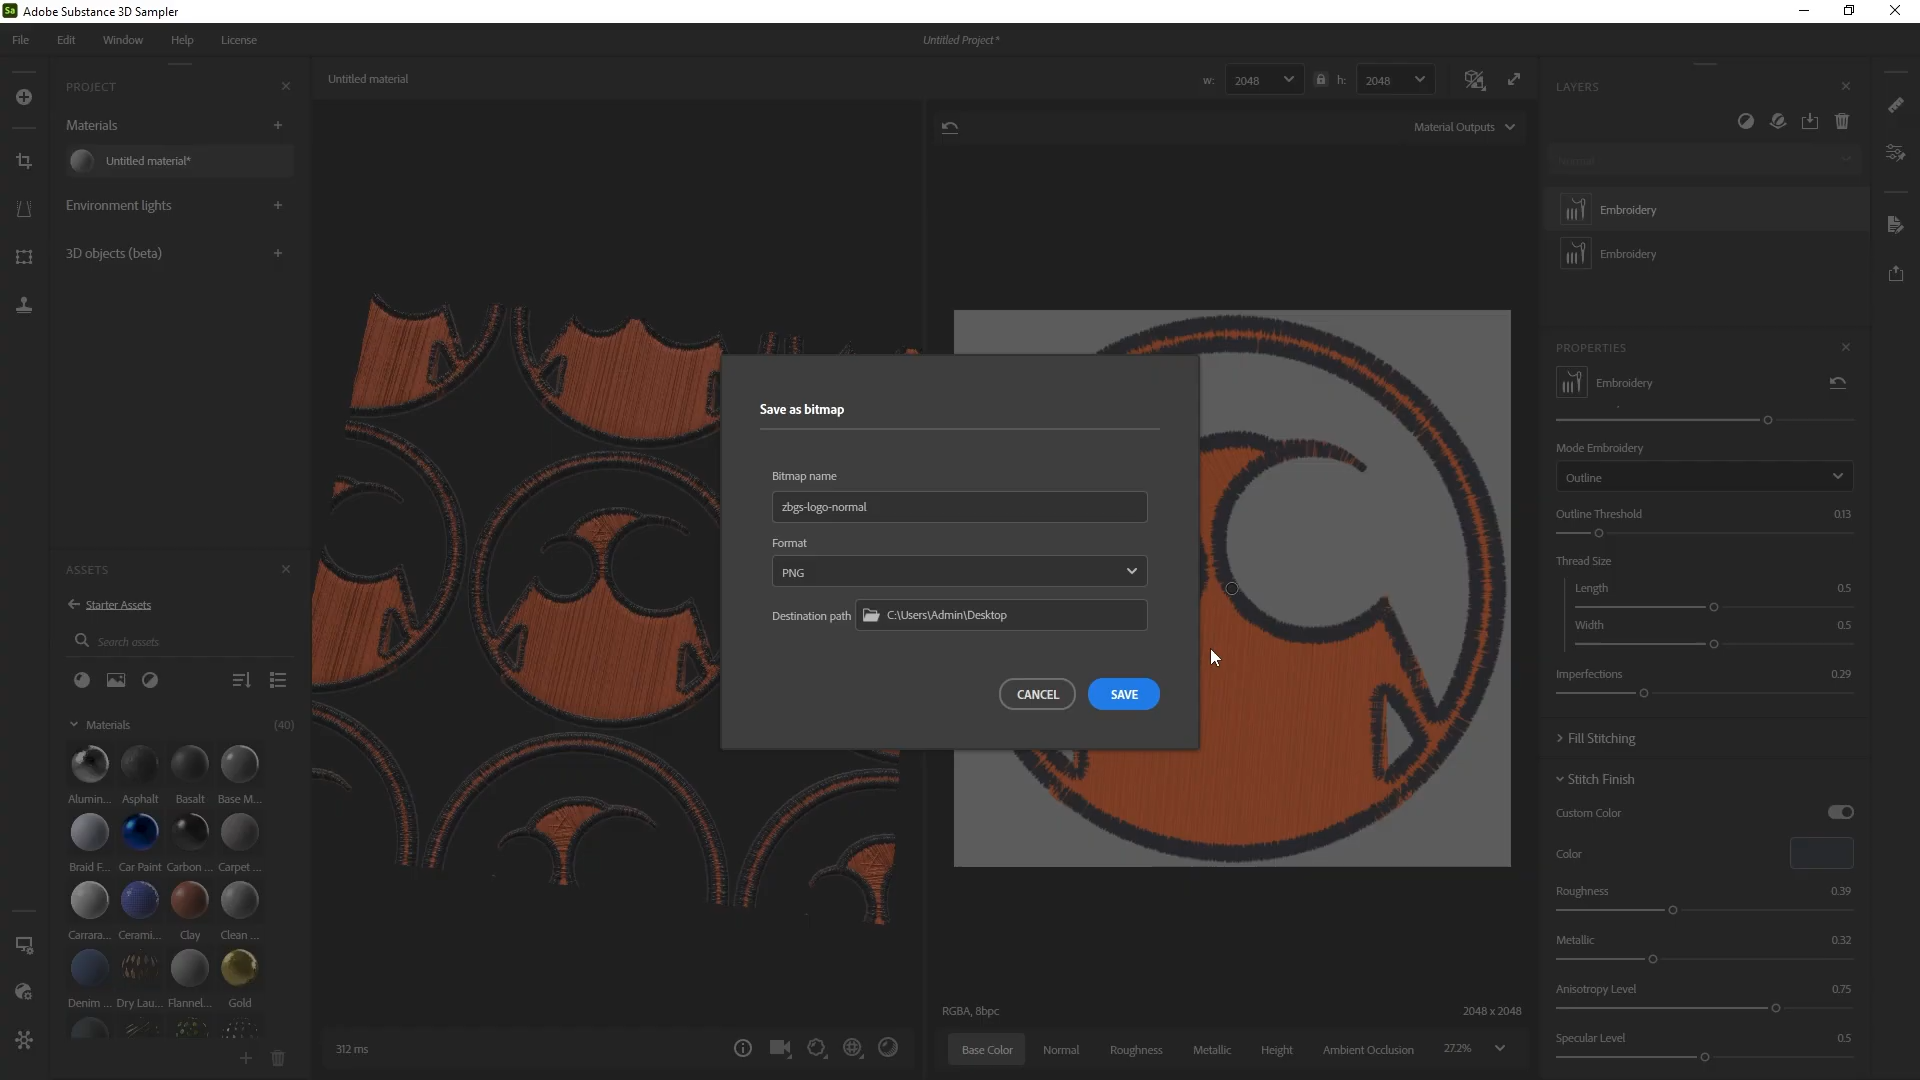 Sa Adobe Substance 3D Sampler
File Edit Window Help License Untitled Project*
PROJECT
Materials
Untitled material*
Environment lights
3D objects (beta)
ASSETS
Starter Assets
Search assets
Materials (40)
Alumin... Asphalt Basalt Base M...
Braid F... Car Paint Carbon ... Carpet ...
Carrara... Cerami... Clay Clean ...
Denim ... Dry Lau... Flannel... Gold
Untitled material
w: 2048 h: 2048
Material Outputs
Save as bitmap
Bitmap name
zbgs-logo-normal
Format
PNG
Destination path C:\Users\Admin\Desktop
CANCEL SAVE
312 ms
RGBA, 8bpc 2048 x 2048
Base Color Normal Roughness Metallic Height Ambient Occlusion 27.2%
LAYERS
Normal
Embroidery
Embroidery
PROPERTIES
Embroidery
Mode Embroidery
Outline
Outline Threshold 0.13
Thread Size
Length 0.5
Width 0.5
Imperfections 0.29
Fill Stitching
Stitch Finish
Custom Color
Color
Roughness 0.39
Metallic 0.32
Anisotropy Level 0.75
Specular Level 0.5